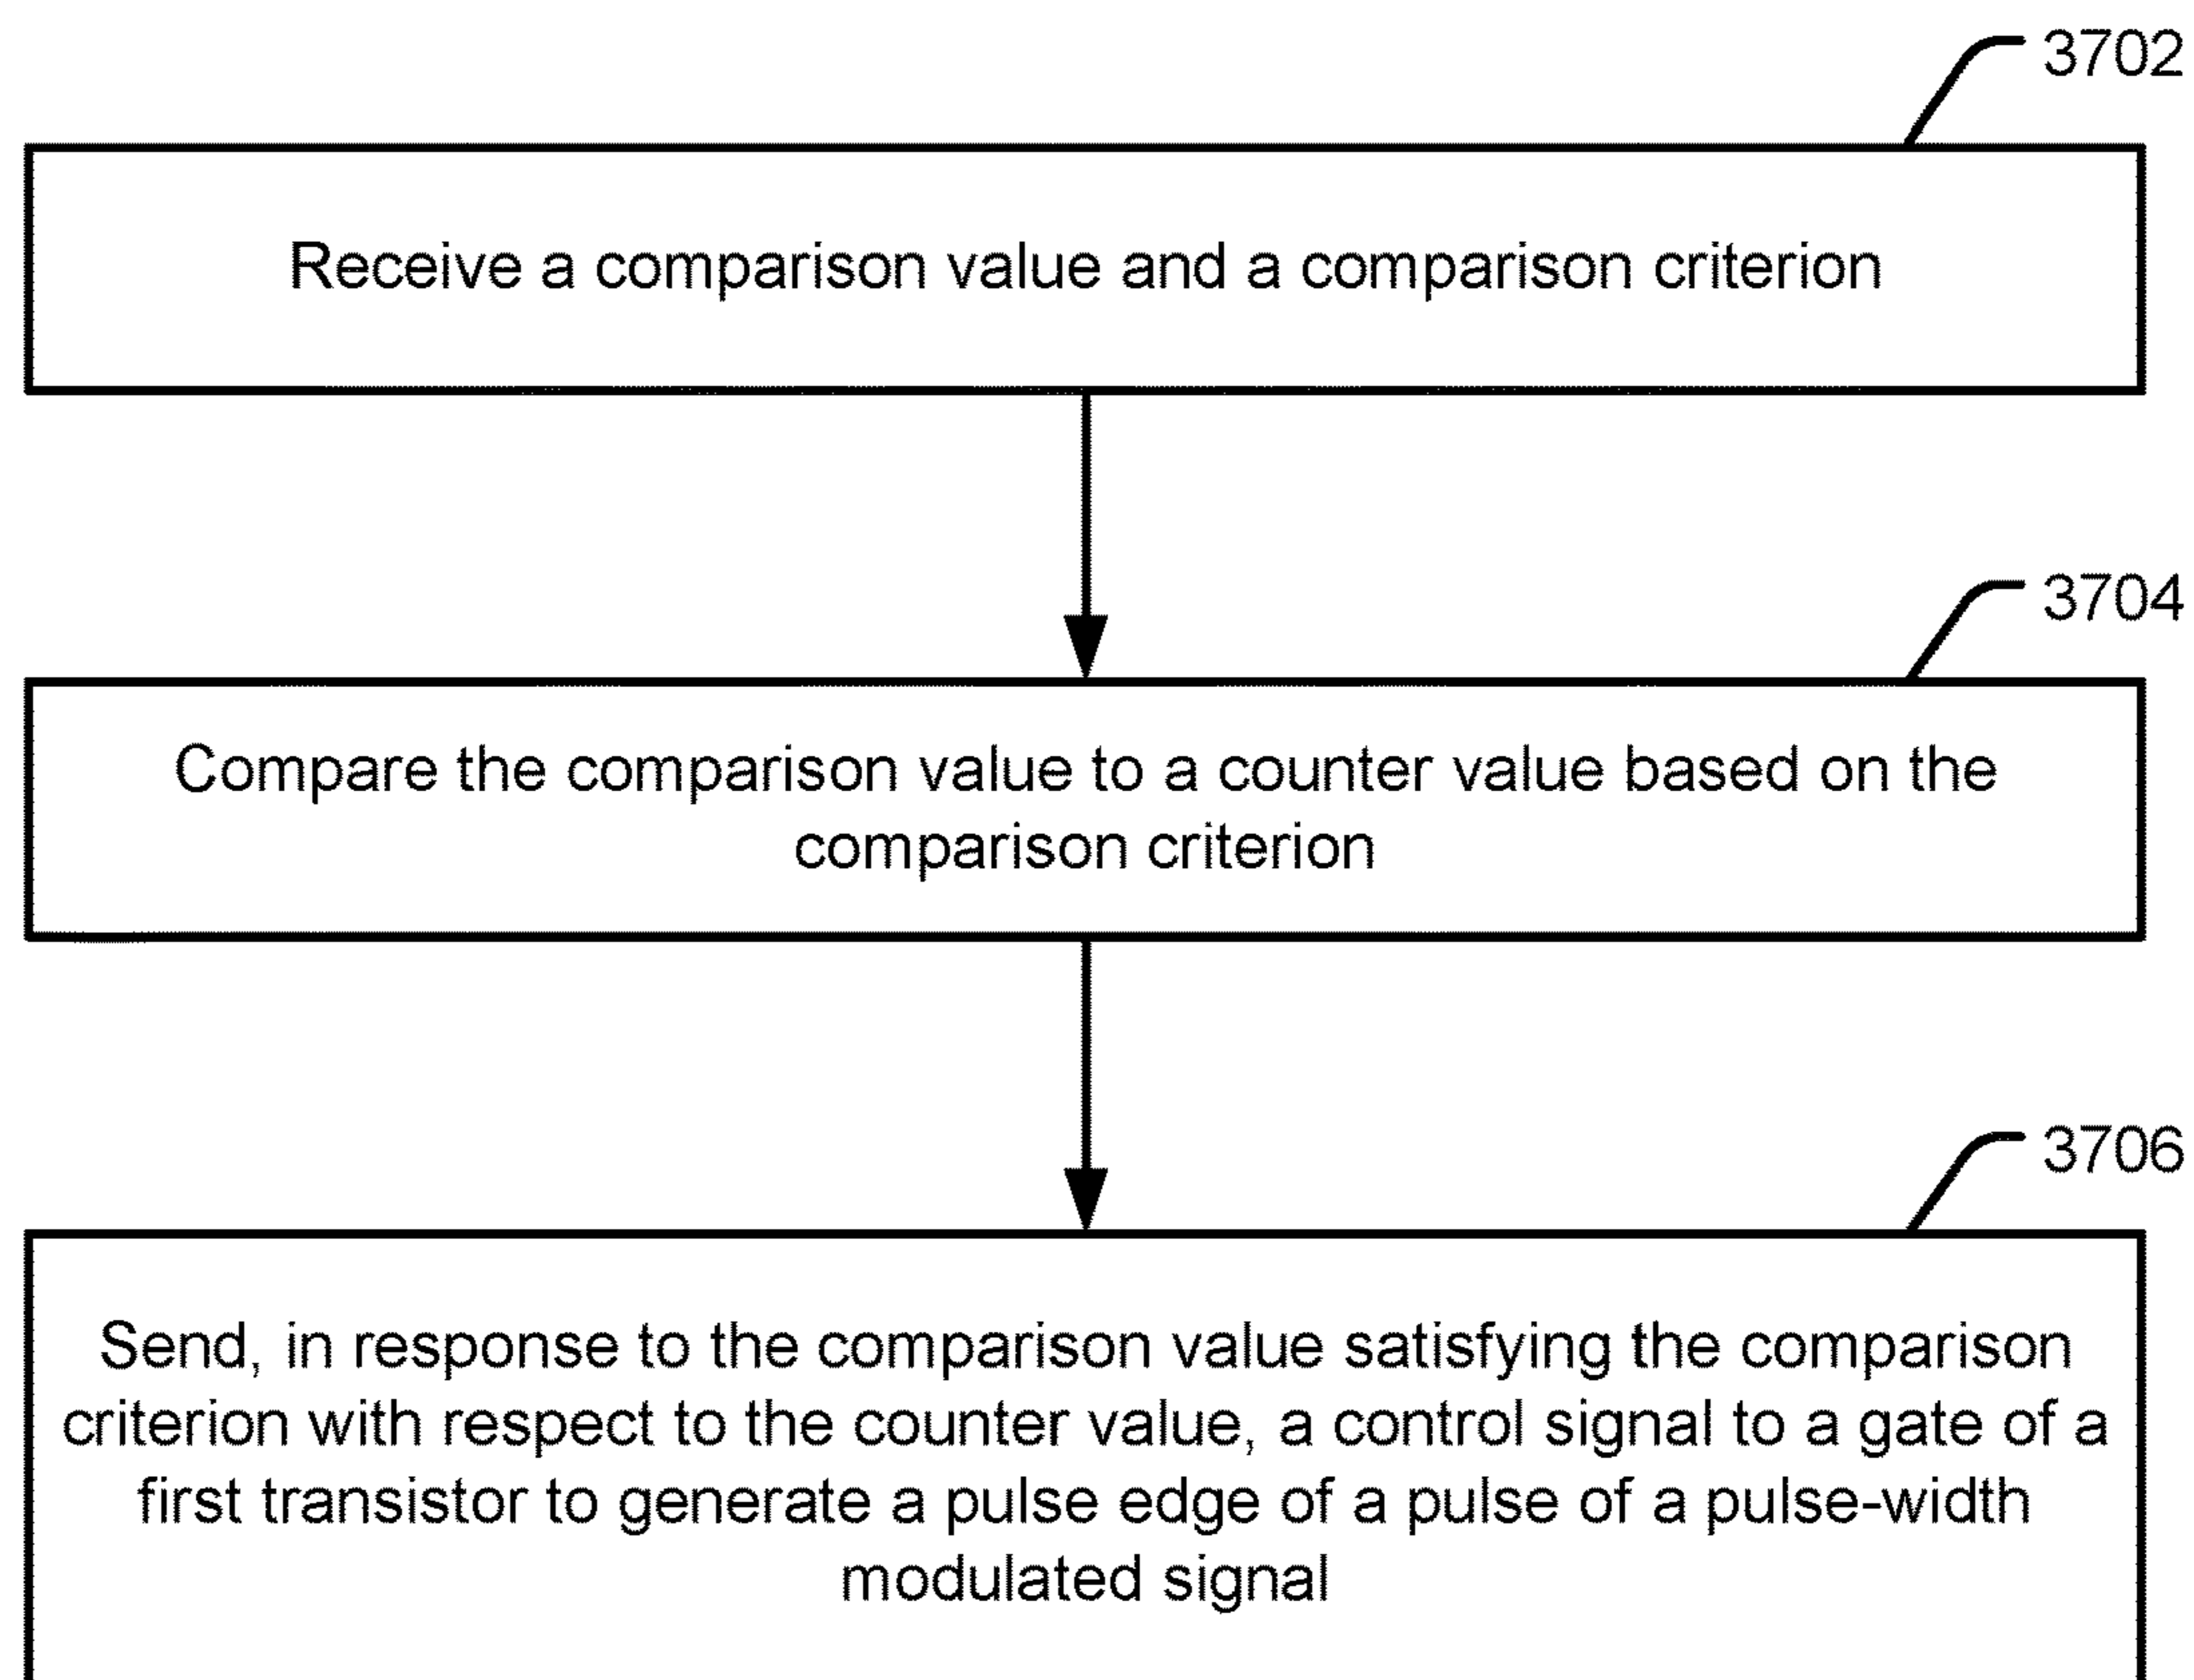 3702
Receive a comparison value and a comparison criterion
3704
Compare the comparison value to a counter value based on the
comparison criterion
3706
Send, in response to the comparison value satisfying the comparison
criterion with respect to the counter value, a control signal to a gate of a
first transistor to generate a pulse edge of a pulse of a pulse-width
modulated signal